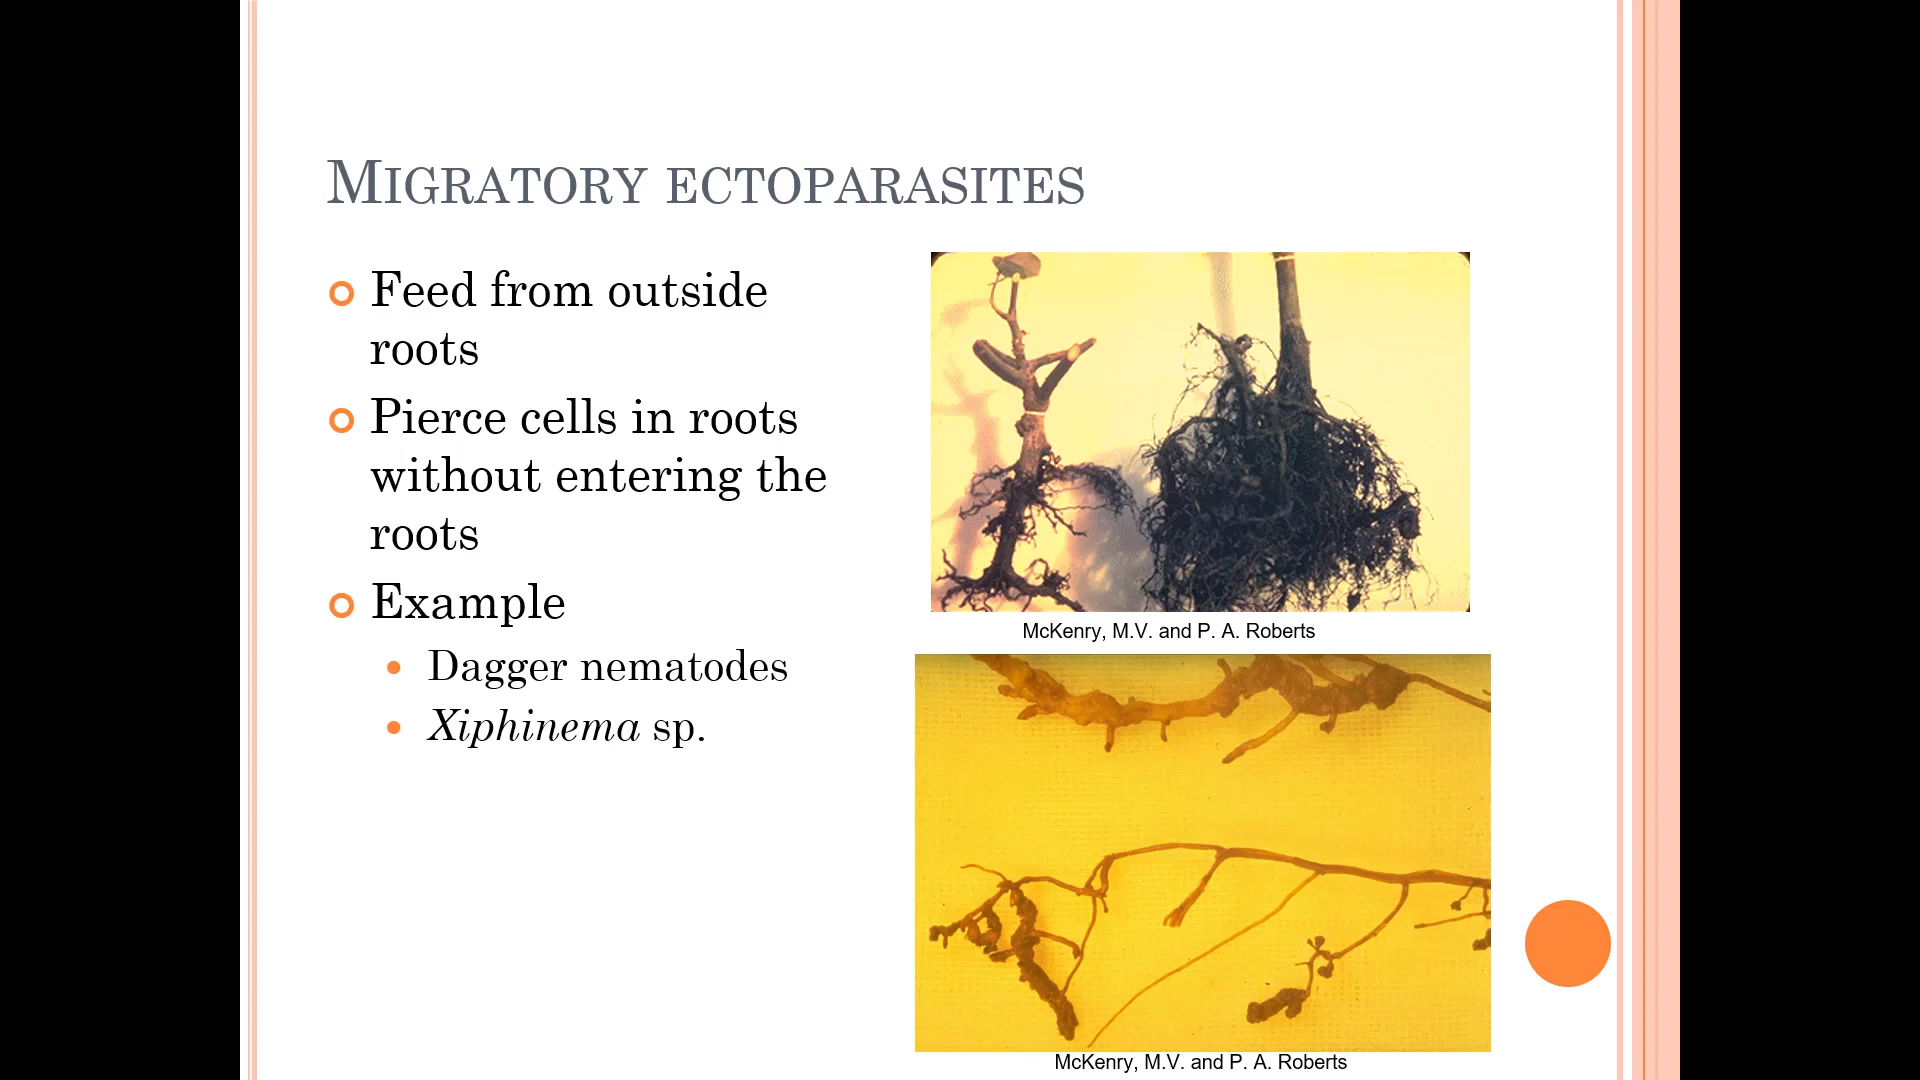 Migratory ectoparasites
Feed from outside
roots
Pierce cells in roots
without entering the
roots
Example
Dagger nematodes
Xiphinema sp.
McKenry, M.V. and P. A. Roberts
McKenry, M.V. and P. A. Roberts